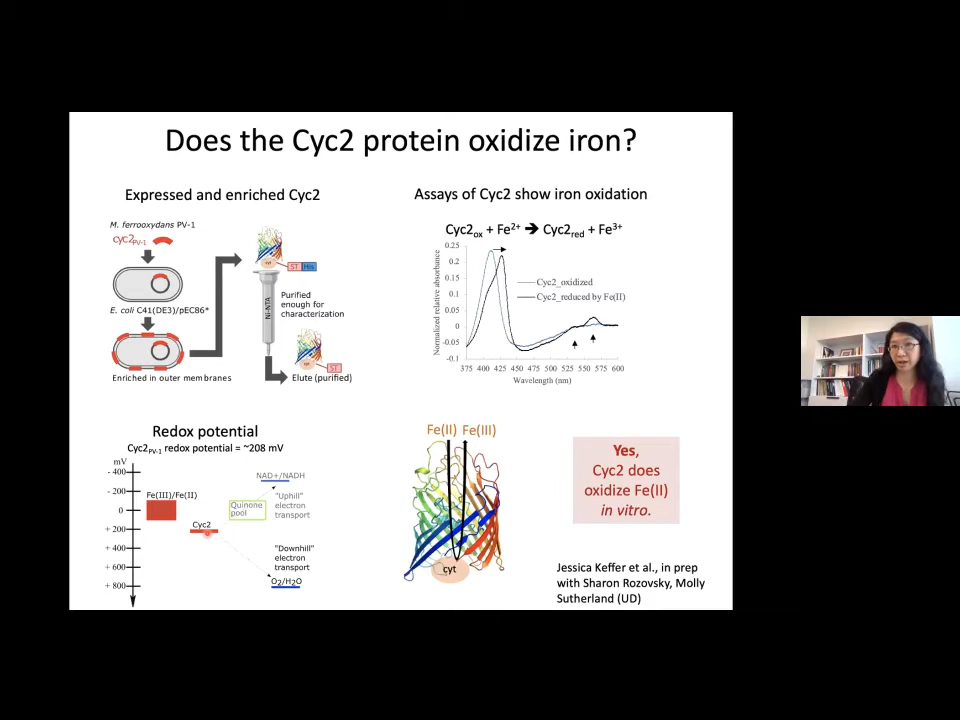 Does the Cyc2 protein oxidize iron?
Expressed and enriched Cyc2
M. ferrooxydans PV-1
cyc2PV-1
E. coli C41(DE3)/pEC86*
Enriched in outer membranes
cyt
ST His
Ni-NTA
Purified
enough for
characterization
cyt
ST
Elute (purified)
Assays of Cyc2 show iron oxidation
Cyc2ox + Fe2+ ➔ Cyc2red + Fe3+
Normalized relative absorbance
0.25
0.2
0.15
0.1
0.05
0
-0.05
-0.1
Cyc2_oxidized
Cyc2_reduced by Fe(II)
375 400 425 450 475 500 525 550 575 600
Wavelength (nm)
Redox potential
Cyc2PV-1 redox potential = ~208 mV
mV
- 400
- 200
0
+ 200
+ 400
+ 600
+ 800
Fe(III)/Fe(II)
Cyc2
Quinone
pool
NAD+/NADH
"Uphill"
electron
transport
"Downhill"
electron
transport
O2/H2O
Fe(II) Fe(III)
cyt
Yes,
Cyc2 does
oxidize Fe(II)
in vitro.
Jessica Keffer et al., in prep
with Sharon Rozovsky, Molly
Sutherland (UD)